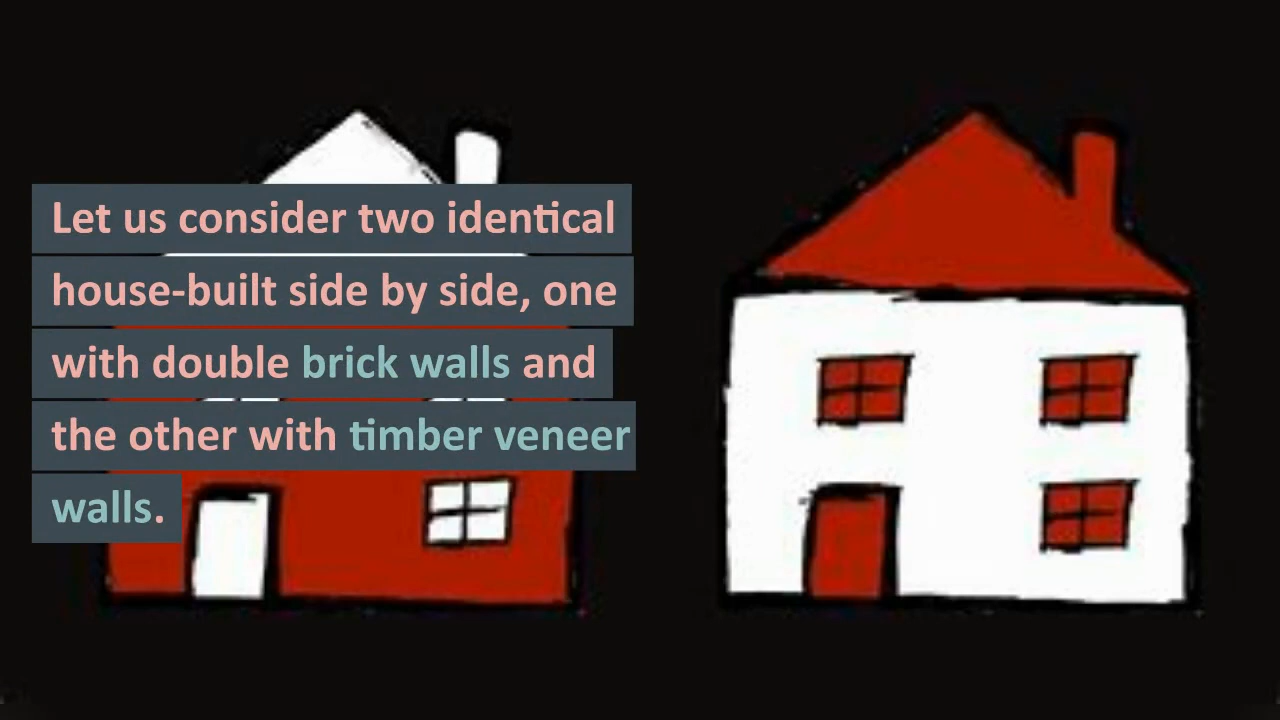 Let us consider two identical
house-built side by side, one
with double brick walls and
the other with timber veneer
walls.